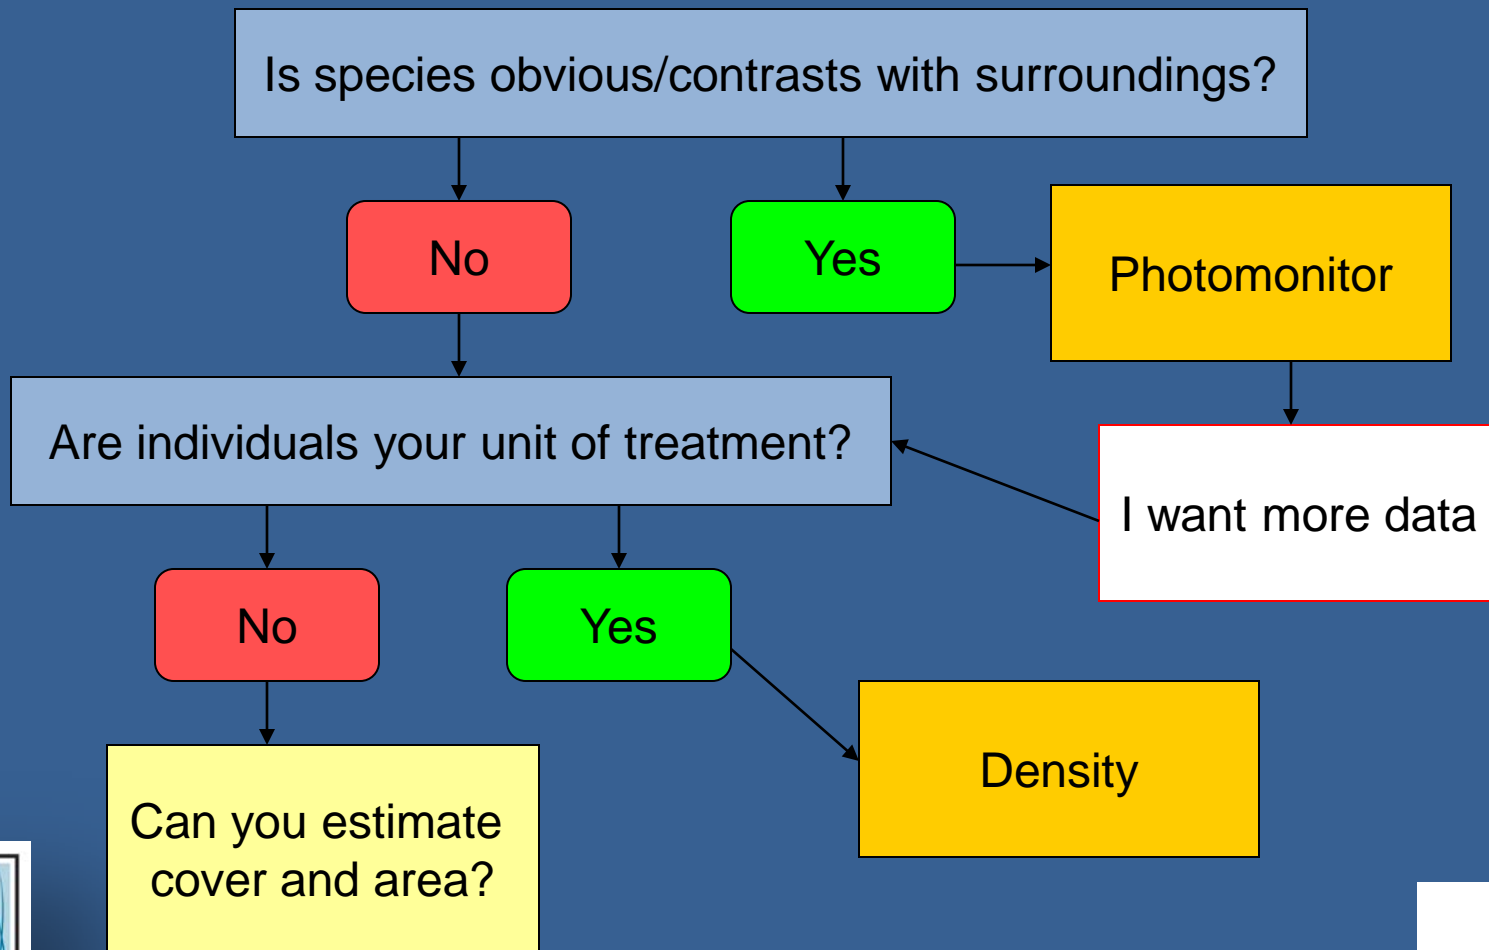 Is species obvious/contrasts with surroundings?
No
Yes
Photomonitor
Are individuals your unit of treatment?
I want more data
No
Yes
Density
Can you estimate
cover and area?